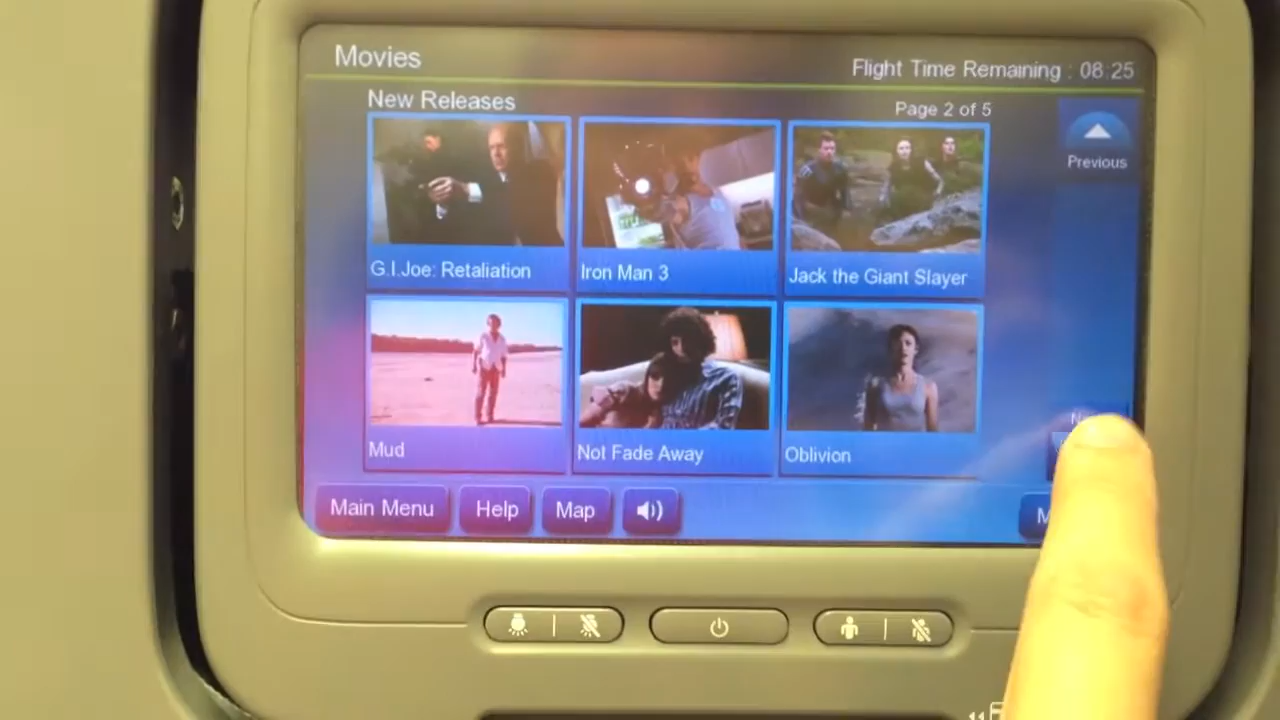 Movies
Flight Time Remaining : 08:25
New Releases
Page 2 of 5
Previous
G.I.Joe: Retaliation
Iron Man 3
Jack the Giant Slayer
Mud
Not Fade Away
Oblivion
Main Menu
Help
Map